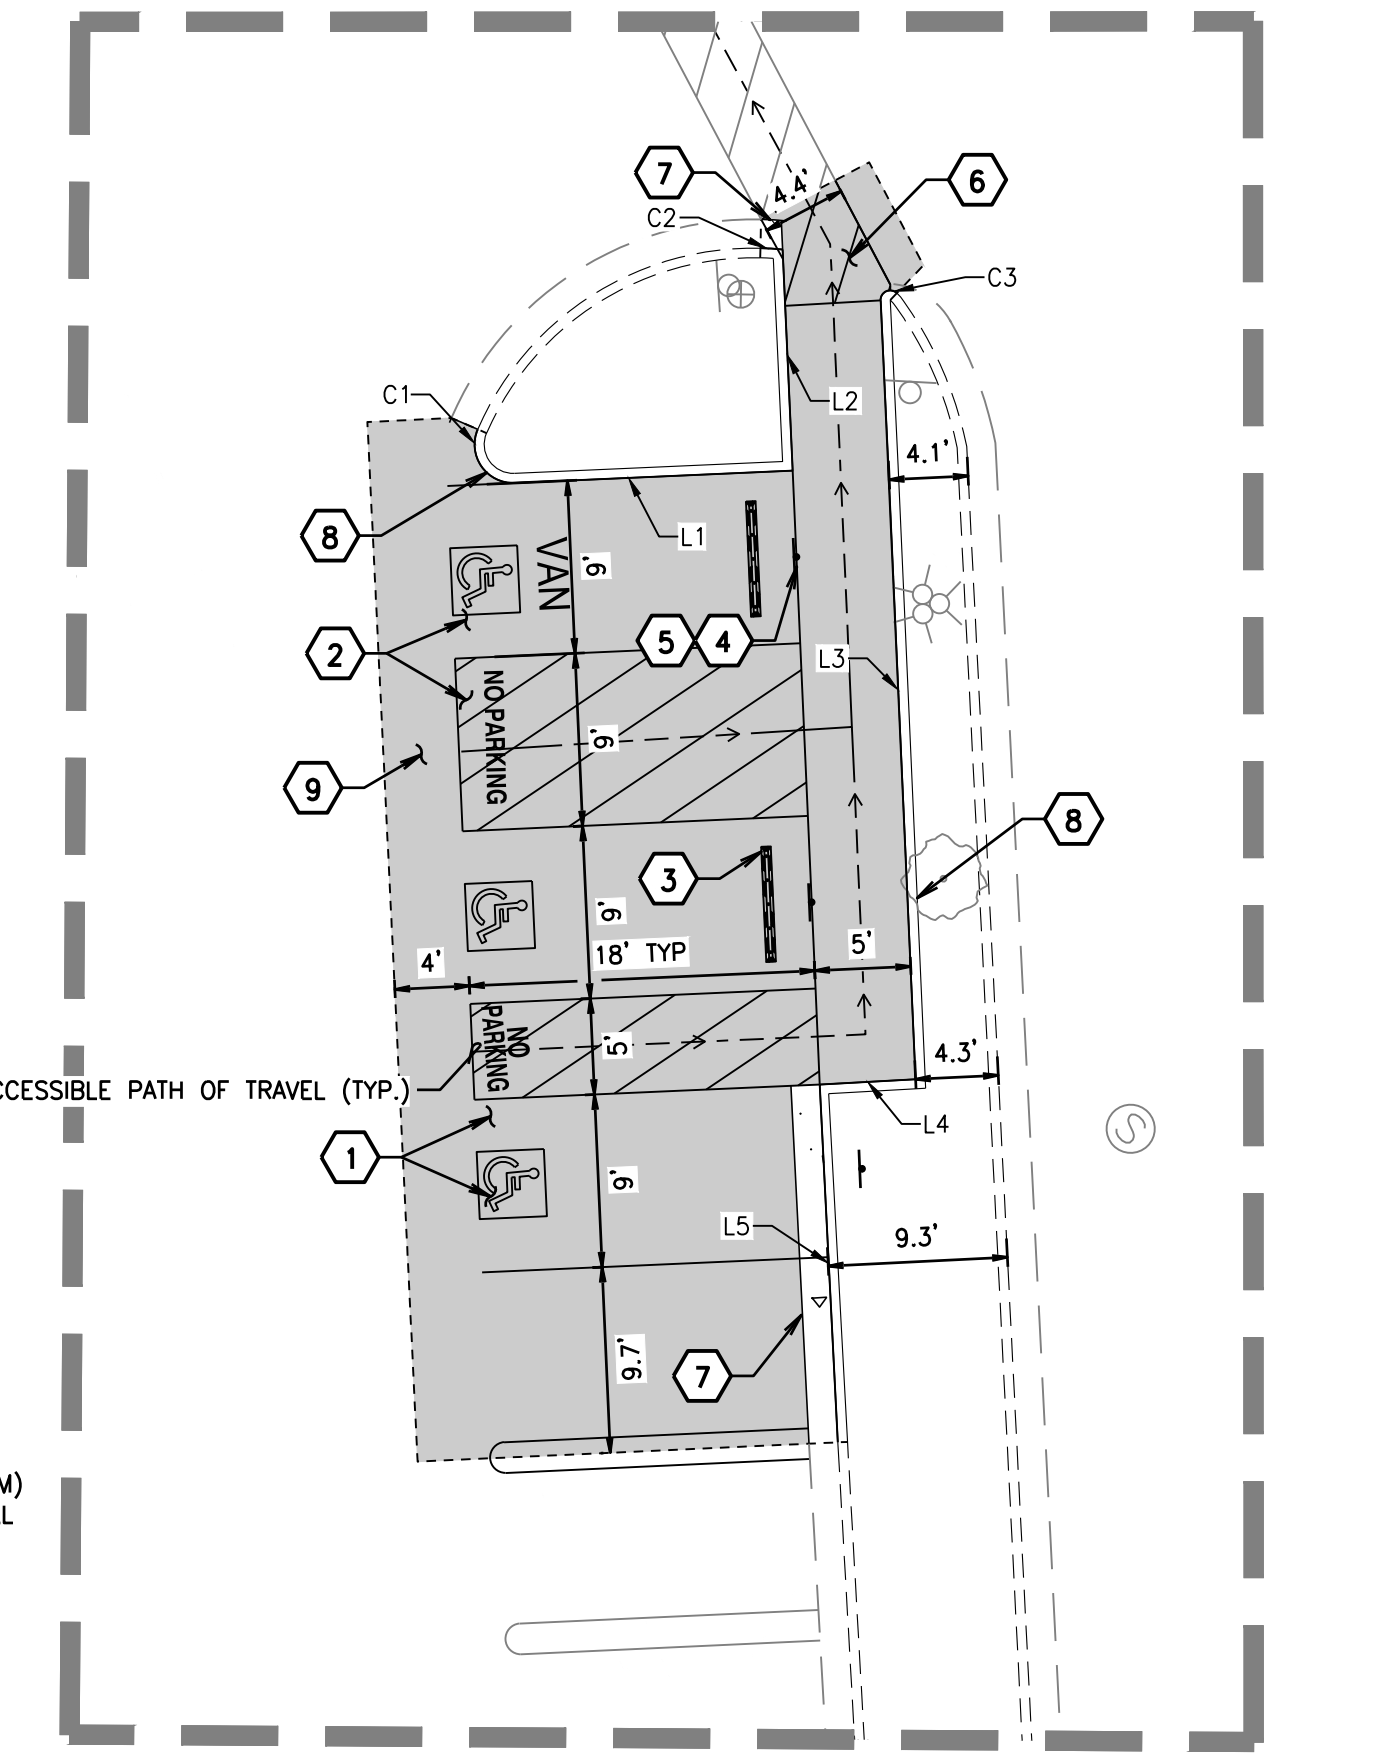 7
4.4'
6
C2
C3
C1
L2
4.1'
8
L1
VAN
9'
2
5
4
L3
NO PARKING
9'
9
8
3
9'
18' TYP
4'
5'
NO
PARKING
5'
4.3'
CCESSIBLE PATH OF TRAVEL (TYP.)
L4
S
1
9'
L5
9.3'
9.7'
7
M)
L